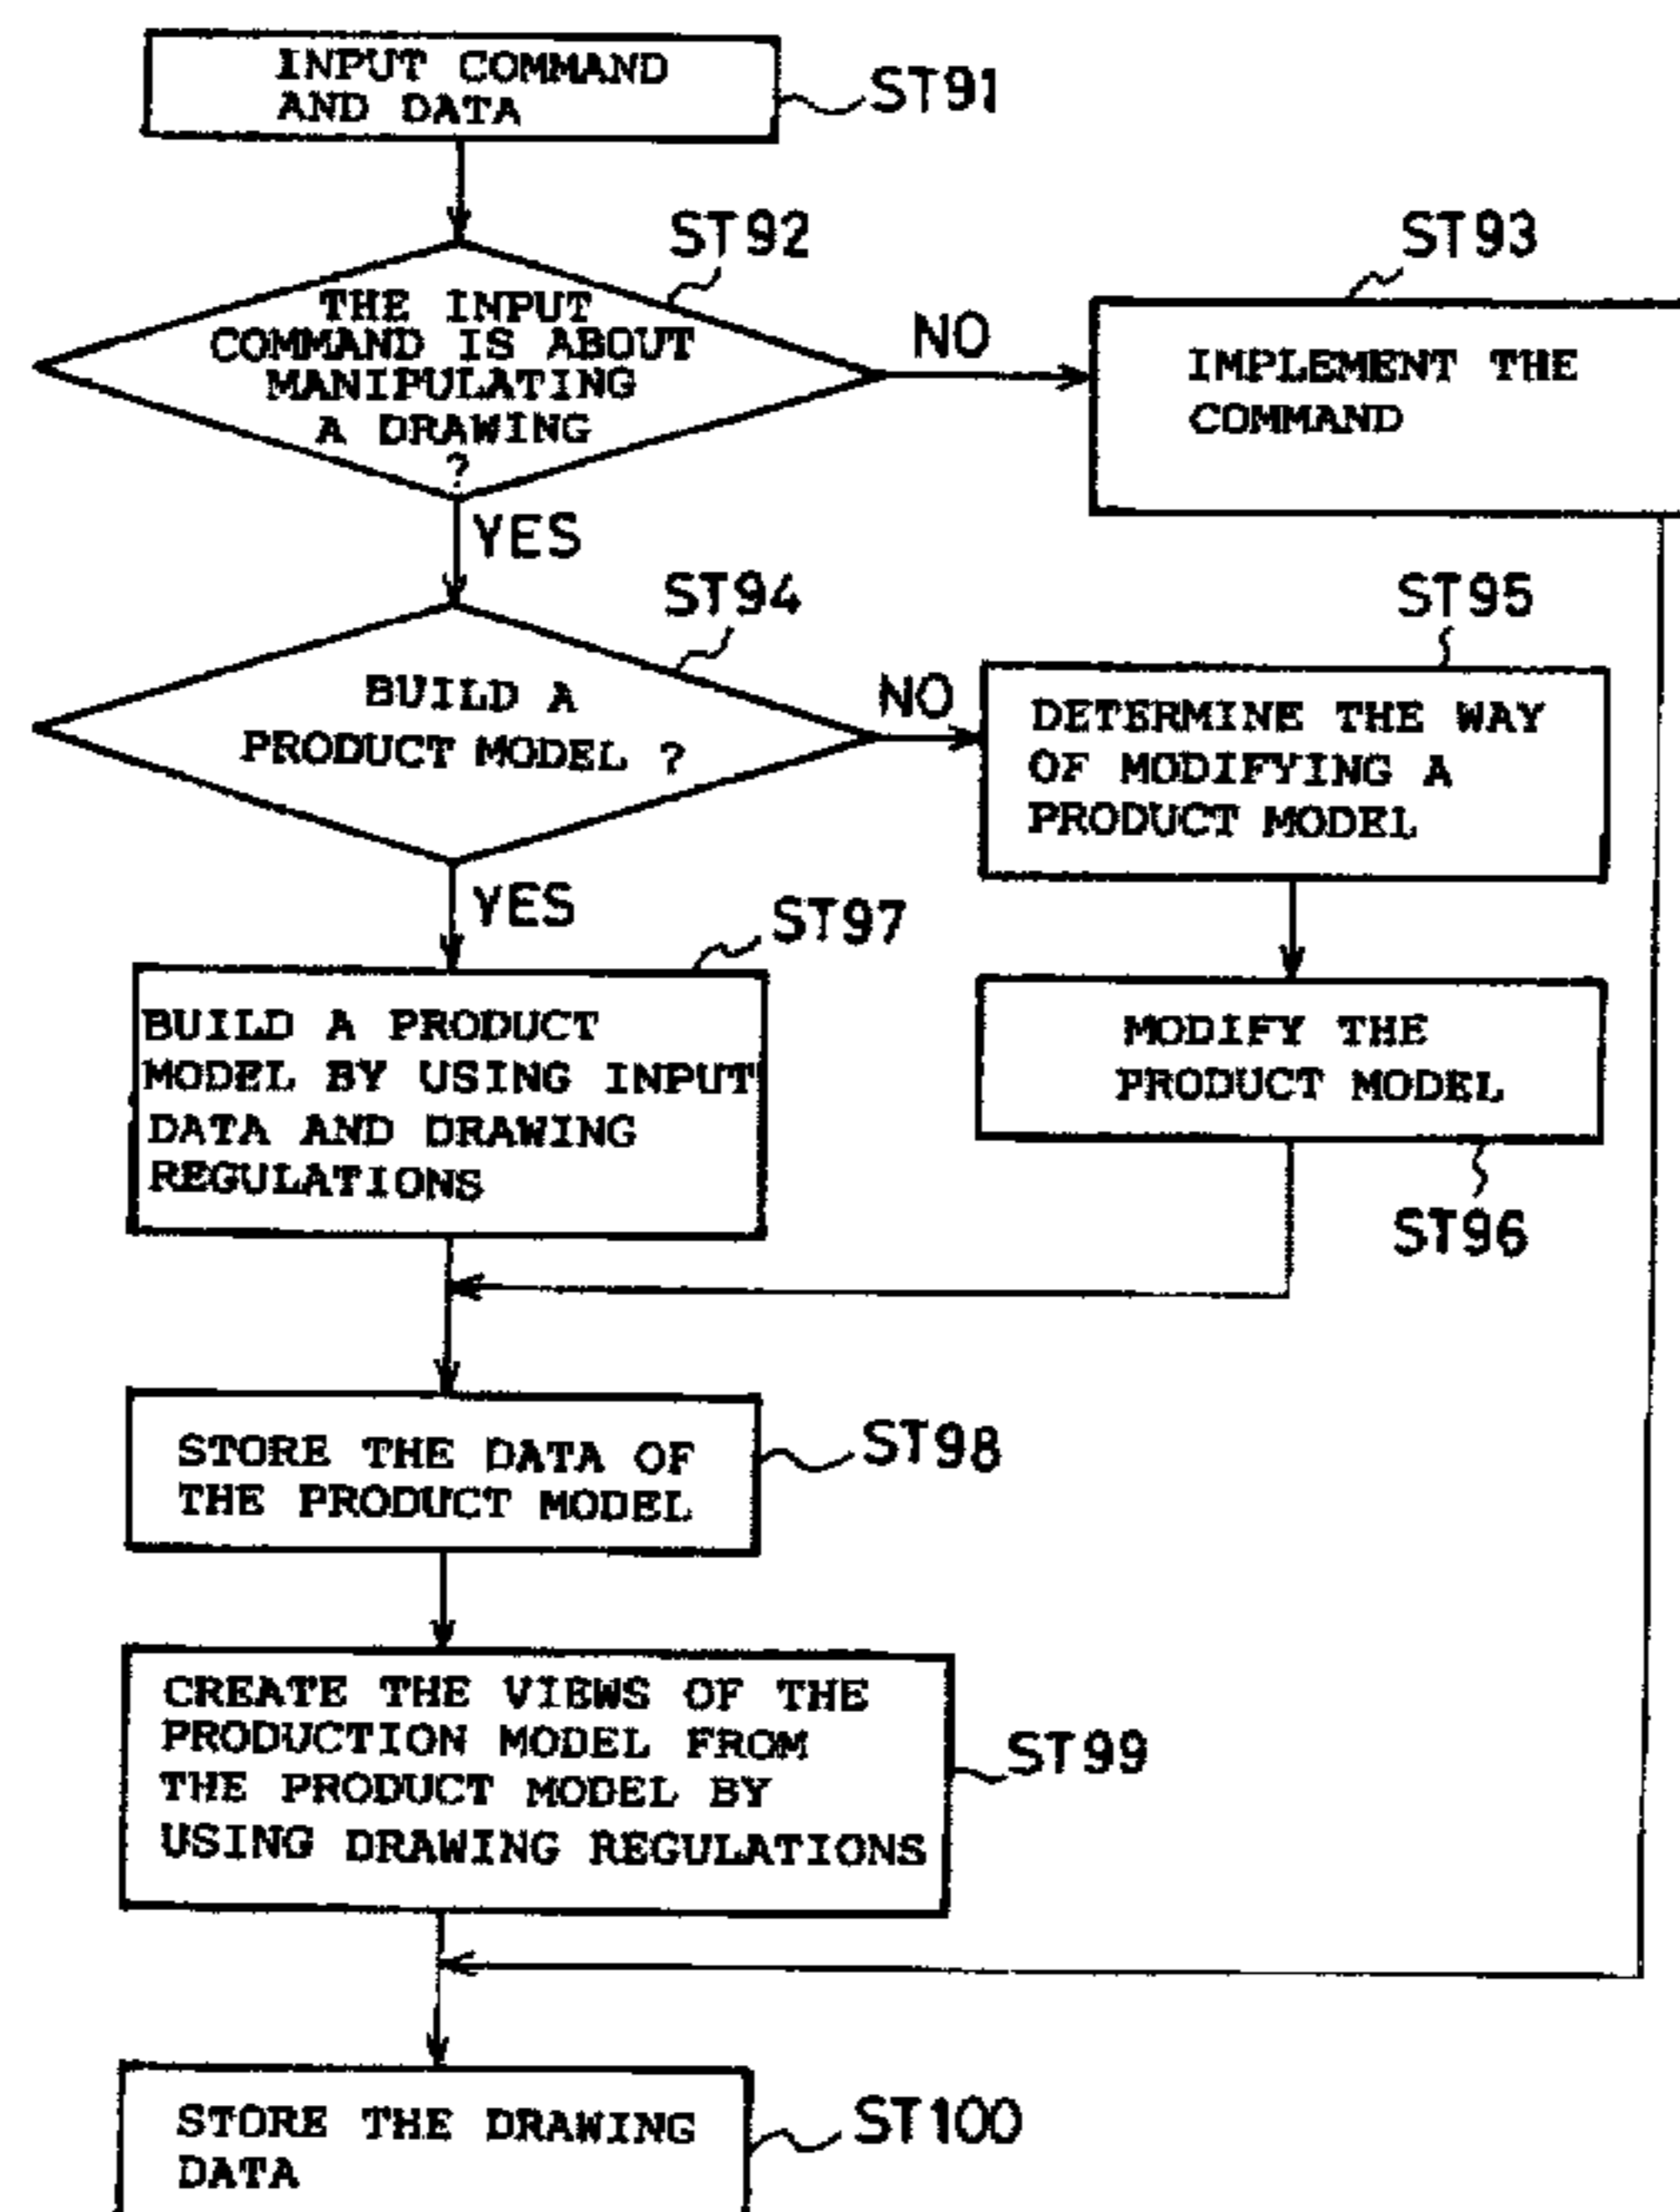 INPUT COMMAND
AND DATA
ST91
ST92
ST93
THE INPUT
COMMAND IS ABOUT
MANIPULATING
A DRAWING
?
NO
IMPLEMENT THE
COMMAND
YES
ST94
ST95
BUILD A
PRODUCT MODEL ?
NO
DETERMINE THE WAY
OF MODIFYING A
PRODUCT MODEL
YES
ST97
BUILD A PRODUCT
MODEL BY USING INPUT
DATA AND DRAWING
REGULATIONS
MODIFY THE
PRODUCT MODEL
ST96
STORE THE DATA OF
THE PRODUCT MODEL
ST98
CREATE THE VIEWS OF THE
PRODUCTION MODEL FROM
THE PRODUCT MODEL BY
USING DRAWING REGULATIONS
ST99
STORE THE DRAWING
DATA
ST100